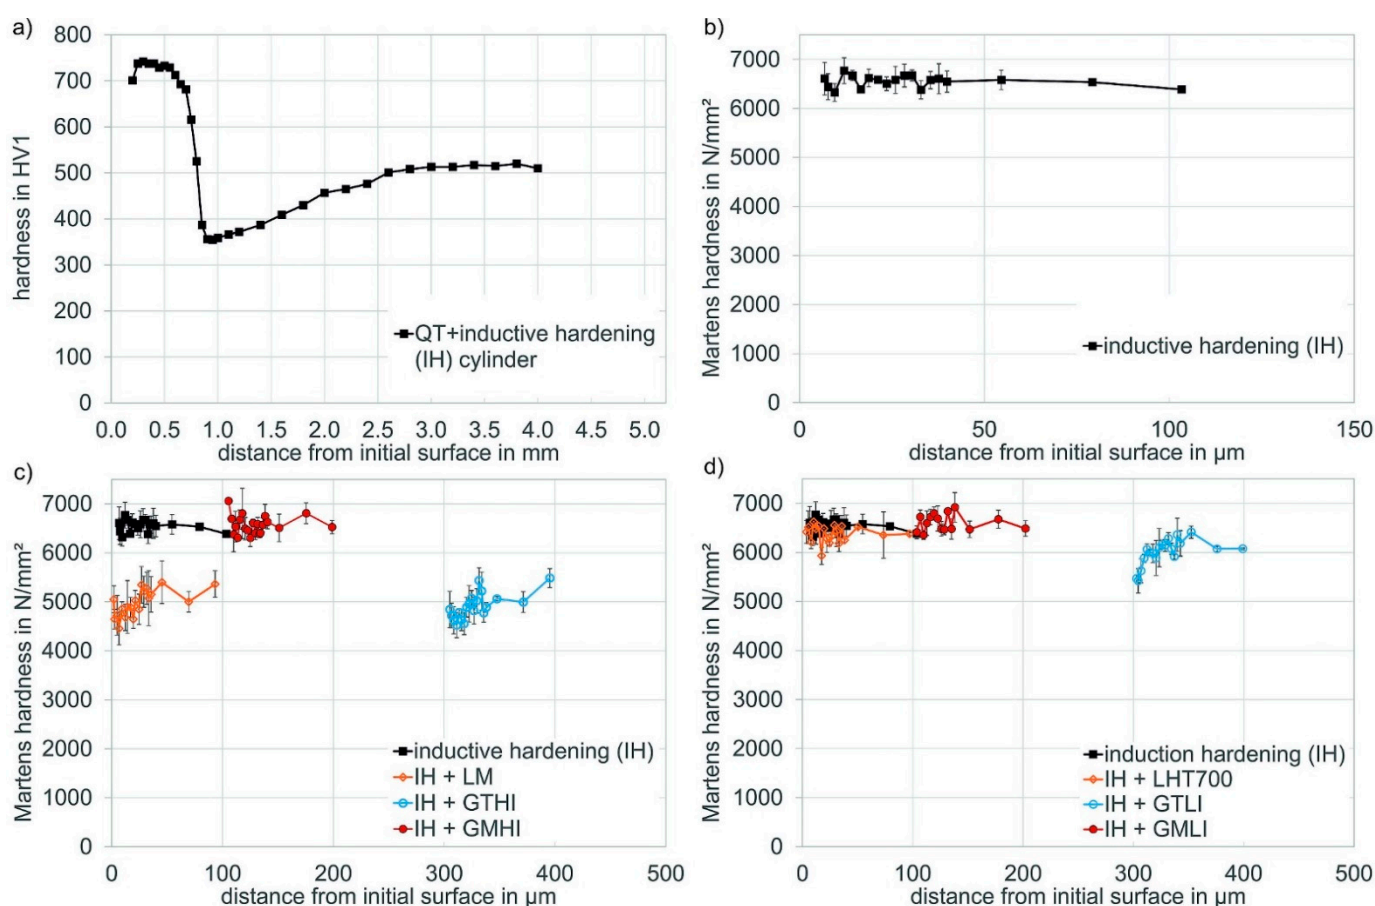 a)
800
700
600
500
400
300
200
100
0
hardness in HV1
QT+inductive hardening
(IH) cylinder
0.0 0.5 1.0 1.5 2.0 2.5 3.0 3.5 4.0 4.5 5.0
distance from initial surface in mm
b)
7000
6000
5000
4000
3000
2000
1000
0
Martens hardness in N/mm²
inductive hardening (IH)
0 50 100 150
distance from initial surface in µm
c)
7000
6000
5000
4000
3000
2000
1000
0
Martens hardness in N/mm²
inductive hardening (IH)
IH + LM
IH + GTHI
IH + GMHI
0 100 200 300 400 500
distance from initial surface in µm
d)
7000
6000
5000
4000
3000
2000
1000
0
Martens hardness in N/mm²
induction hardening (IH)
IH + LHT700
IH + GTLI
IH + GMLI
0 100 200 300 400 500
distance from initial surface in µm